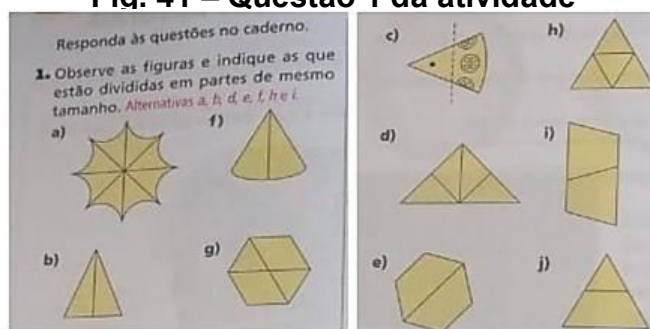 Fig. 41 – Questão 1 da atividade
Responda às questões no caderno.
1. Observe as figuras e indique as que
estão divididas em partes de mesmo
tamanho. Alternativas a, b, d, e, f, h e i.
a)
f)
b)
g)
c)
h)
d)
i)
e)
j)